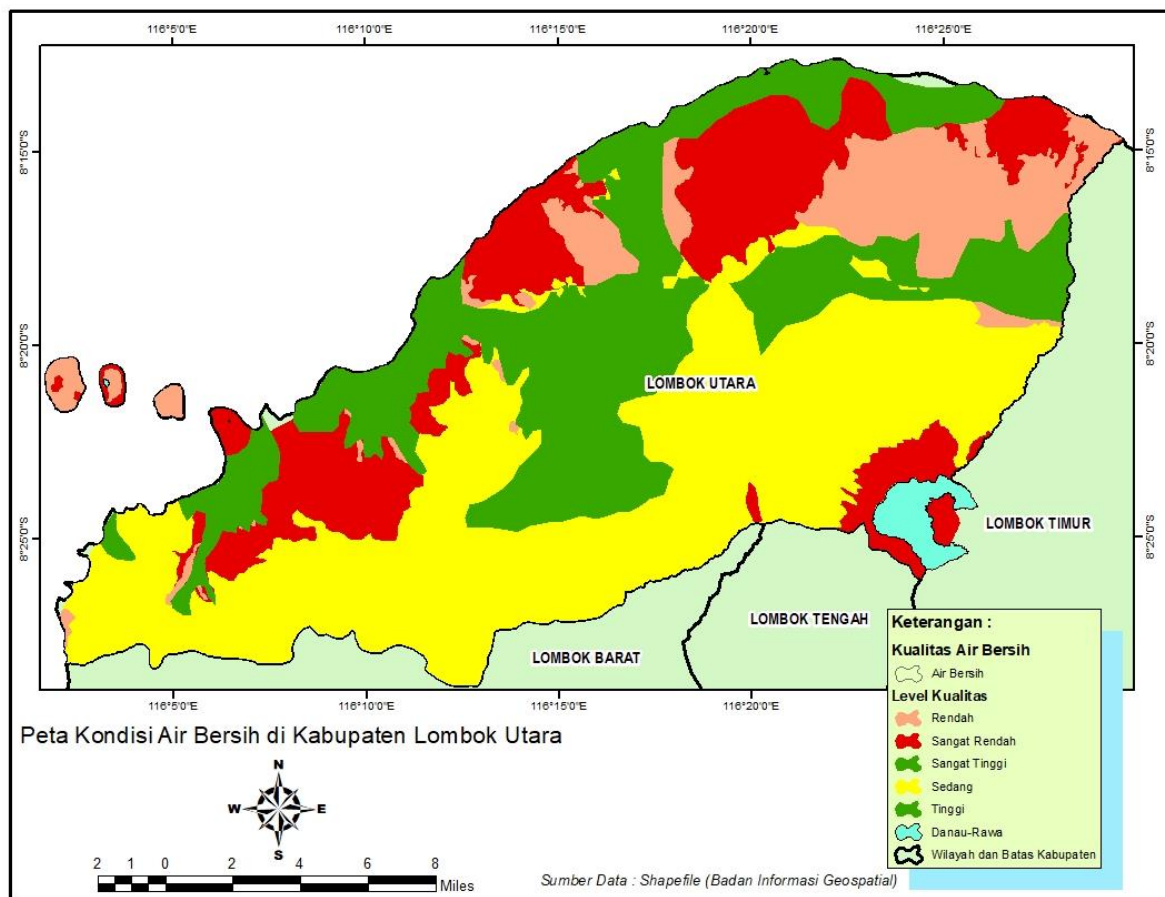 116°5'0"E 116°10'0"E 116°15'0"E 116°20'0"E 116°25'0"E
8°15'0"S 8°15'0"S
8°20'0"S 8°20'0"S
LOMBOK UTARA
8°25'0"S LOMBOK TIMUR 8°25'0"S
LOMBOK TENGAH
LOMBOK BARAT
116°5'0"E 116°10'0"E 116°15'0"E 116°20'0"E
Keterangan :
Kualitas Air Bersih
Air Bersih
Level Kualitas
Rendah
Sangat Rendah
Sangat Tinggi
Sedang
Tinggi
Danau-Rawa
Wilayah dan Batas Kabupaten
Peta Kondisi Air Bersih di Kabupaten Lombok Utara
N
W E
S
2 1 0 2 4 6 8
Miles
Sumber Data : Shapefile (Badan Informasi Geospatial)